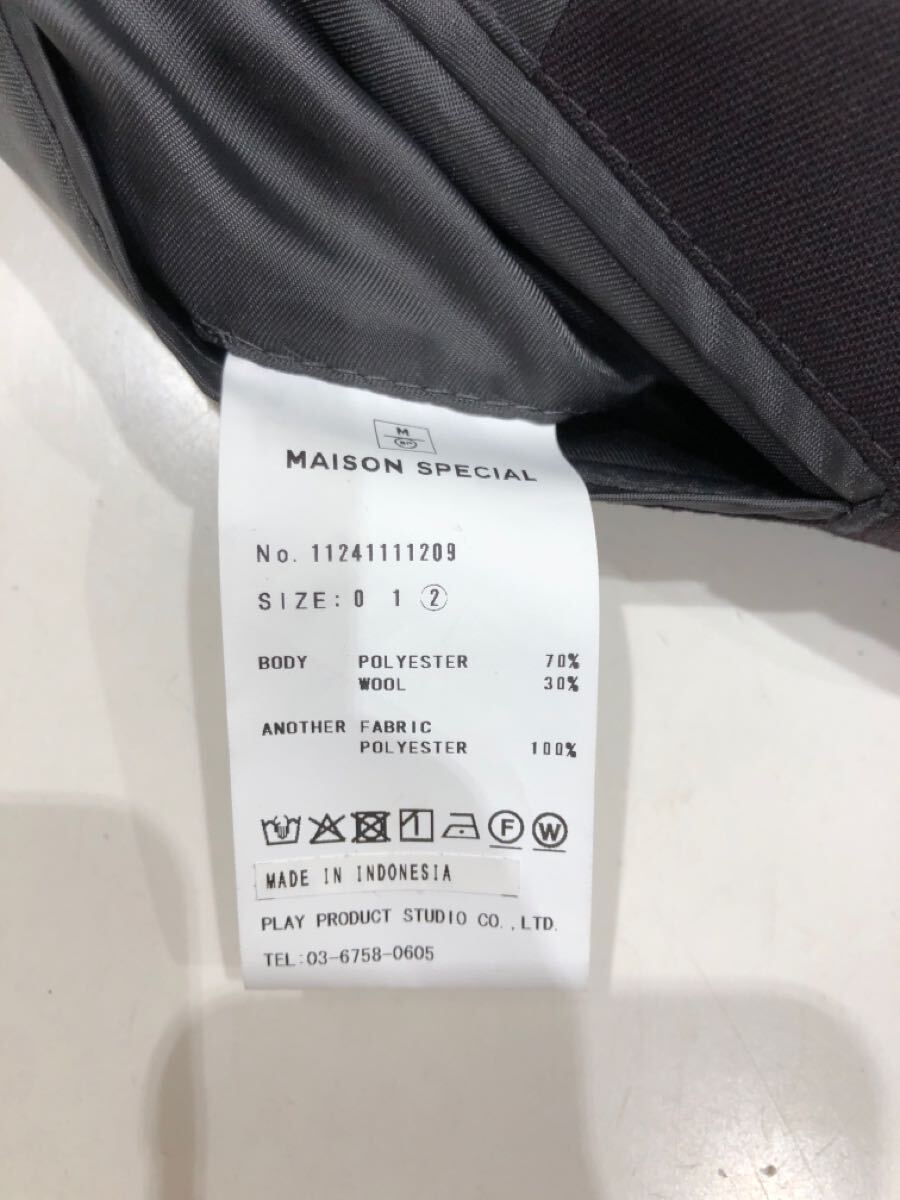 M
MAISON SPECIAL
No. 11241111209
SIZE: 0 1 2
BODY POLYESTER 70%
WOOL 30%
ANOTHER FABRIC
POLYESTER 100%
F W
MADE IN INDONESIA
PLAY PRODUCT STUDIO CO.,LTD.
TEL:03-6758-0605